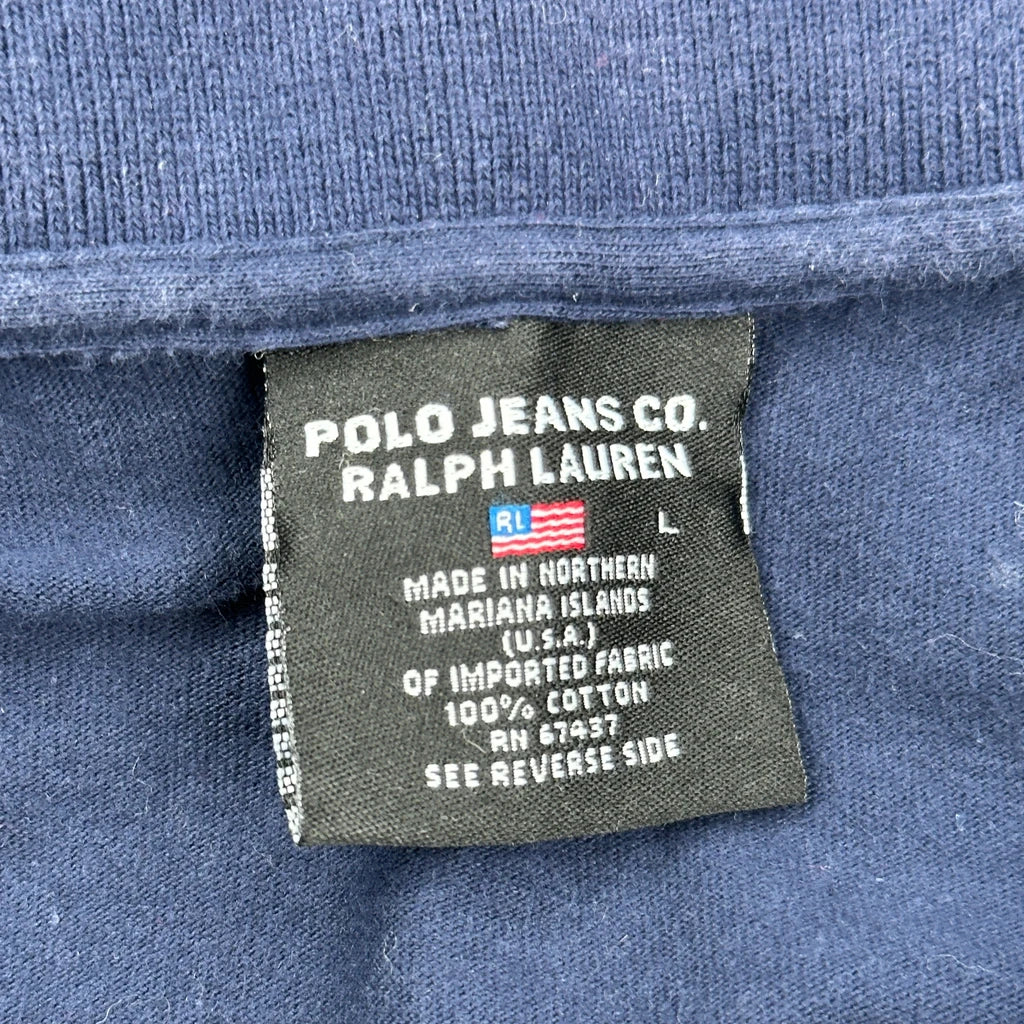 POLO JEANS CO.
RALPH LAUREN
RL
L
MADE IN NORTHERN
MARIANA ISLANDS
(U.S.A.)
OF IMPORTED FABRIC
100% COTTON
RN 67437
SEE REVERSE SIDE